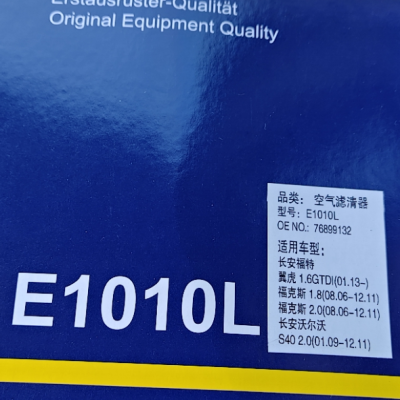 Erstausrüster-Qualität
Original Equipment Quality
品类: 空气滤清器
型号: E1010L
OE NO.: 76899132
适用车型:
长安福特
翼虎 1.6GTDI(01.13-)
福克斯 1.8(08.06-12.11)
福克斯 2.0(08.06-12.11)
长安沃尔沃
S40 2.0(01.09-12.11)
E1010L